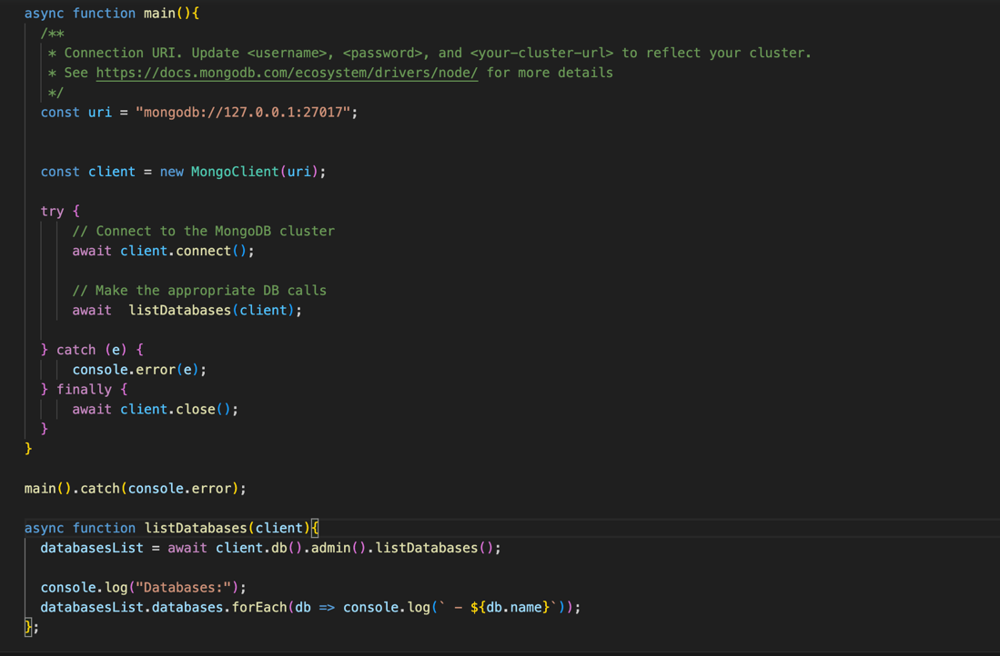 async function main(){
/**
* Connection URI. Update <username>, <password>, and <your-cluster-url> to reflect your cluster.
* See https://docs.mongodb.com/ecosystem/drivers/node/ for more details
*/
const uri = "mongodb://127.0.0.1:27017";
const client = new MongoClient(uri);
try {
// Connect to the MongoDB cluster
await client.connect();
// Make the appropriate DB calls
await  listDatabases(client);
} catch (e) {
console.error(e);
} finally {
await client.close();
}
}
main().catch(console.error);
async function listDatabases(client){
databasesList = await client.db().admin().listDatabases();
console.log("Databases:");
databasesList.databases.forEach(db => console.log(` - ${db.name}`));
};